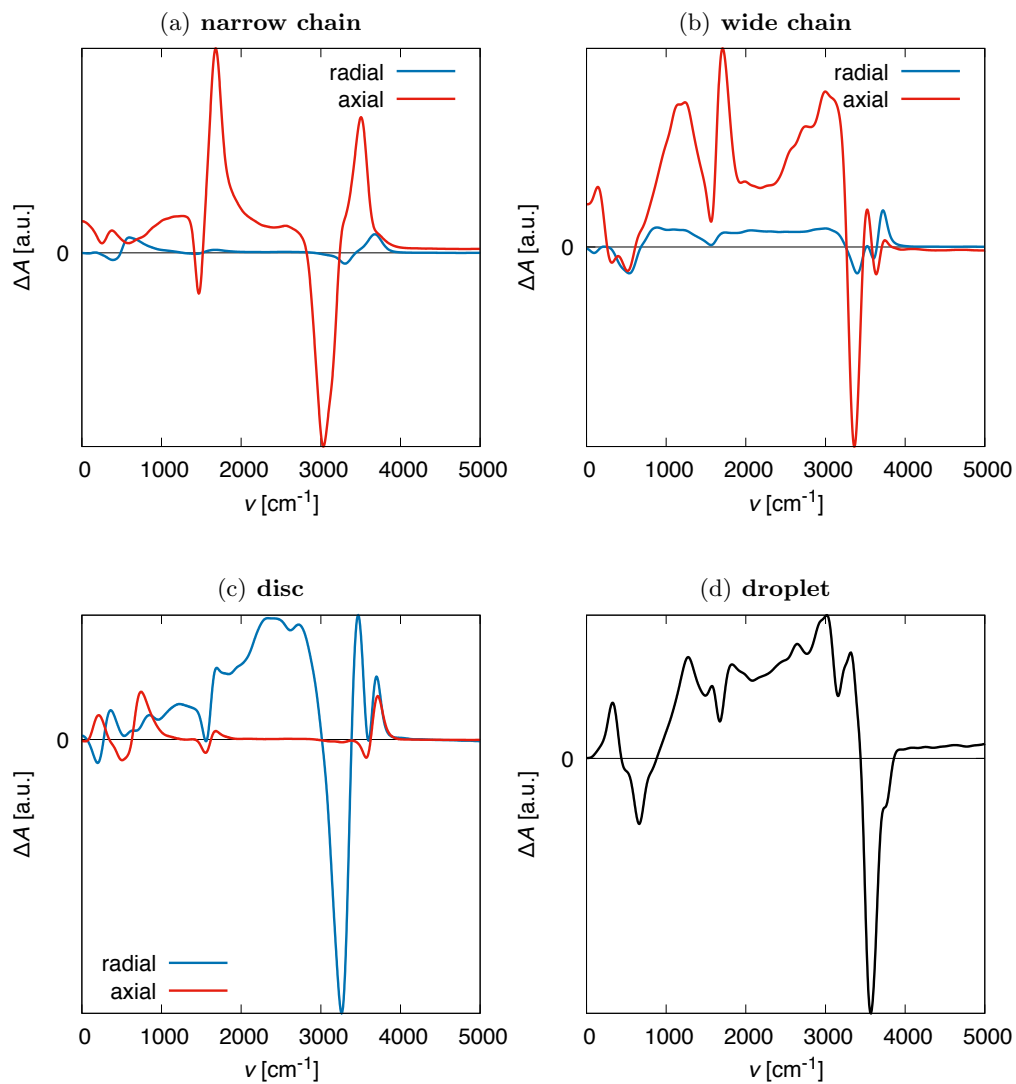 (a) narrow chain
radial
axial
0
ΔA [a.u.]
0 1000 2000 3000 4000 5000
ν [cm⁻¹]
(b) wide chain
radial
axial
0
ΔA [a.u.]
0 1000 2000 3000 4000 5000
ν [cm⁻¹]
(c) disc
0
ΔA [a.u.]
radial
axial
0 1000 2000 3000 4000 5000
ν [cm⁻¹]
(d) droplet
0
ΔA [a.u.]
0 1000 2000 3000 4000 5000
ν [cm⁻¹]